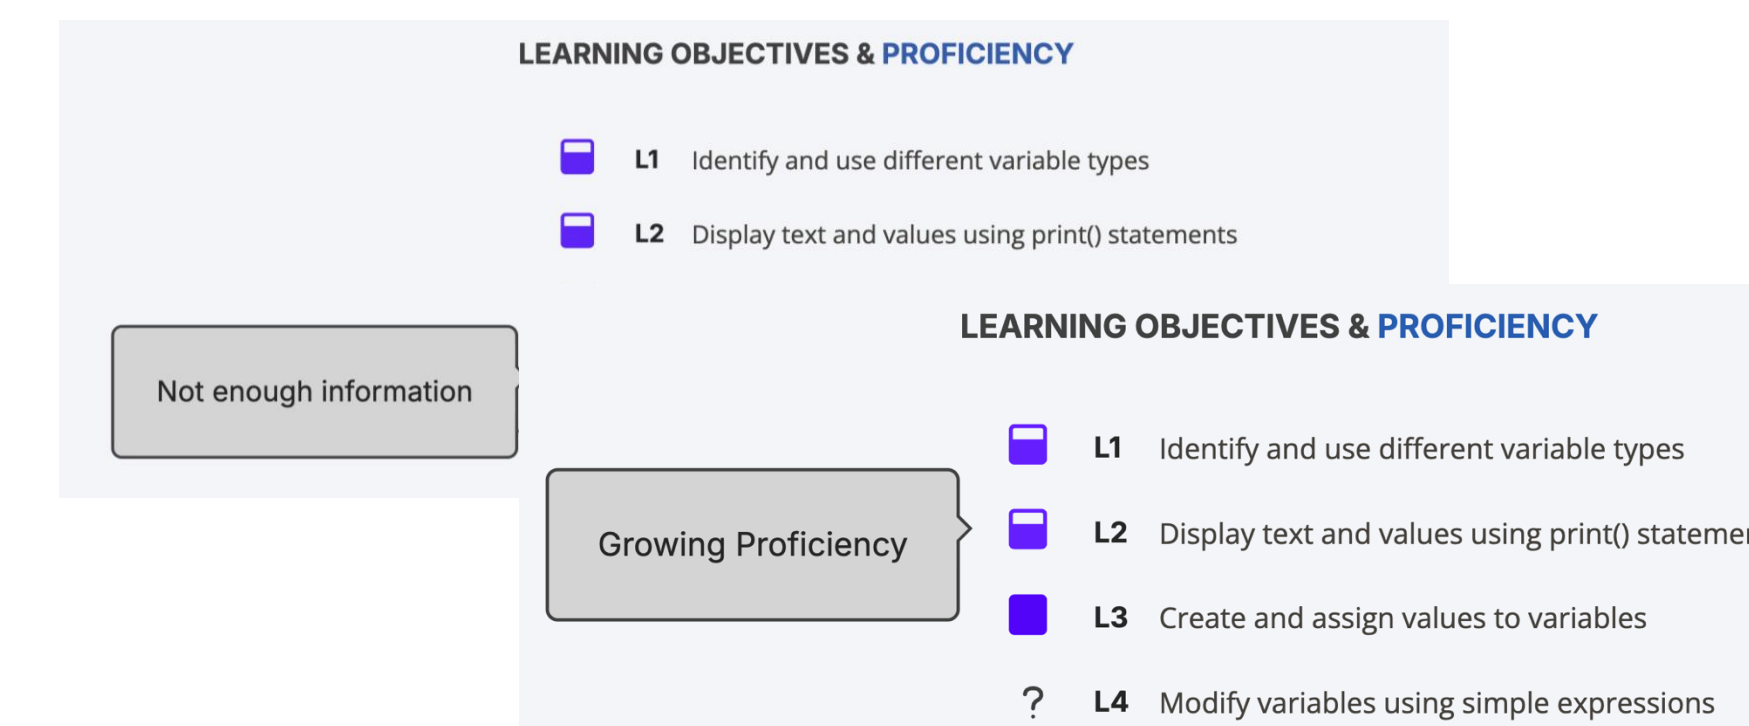 LEARNING OBJECTIVES & PROFICIENCY
L1 Identify and use different variable types
L2 Display text and values using print() statements
Not enough information
LEARNING OBJECTIVES & PROFICIENCY
L1 Identify and use different variable types
L2 Display text and values using print()
Growing Proficiency
L3 Create and assign values to variables
? L4 Modify variables using simple expressions